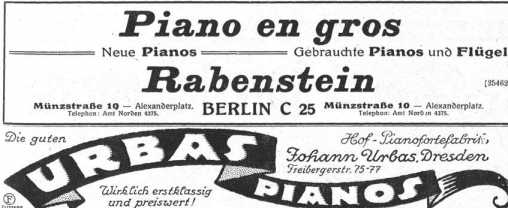 Piano en gros
Neue Pianos Gebrauchte Pianos und Flügel
Rabenstein
[25462
Münzstraße 10 — Alexanderplatz. BERLIN C 25 Münzstraße 10 — Alexanderplatz.
Telephon: Amt Norden 4375. Telephon: Amt Norden 4375.
Die guten
URBAS PIANOS
Wirklich erstklassig
und preiswert!
Hof-Pianofortefabrik,
Johann Urbas, Dresden
Freibergerstr. 75-77